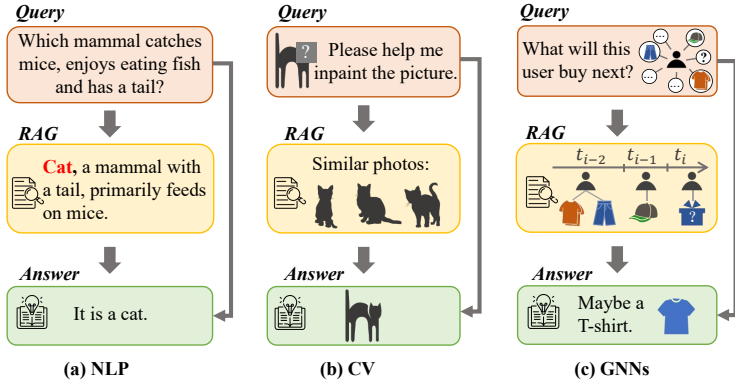 Query
Which mammal catches
mice, enjoys eating fish
and has a tail?
RAG
Cat, a mammal with
a tail, primarily feeds
on mice.
Answer
It is a cat.
(a) NLP
Query
?
Please help me
inpaint the picture.
RAG
Similar photos:
Answer
(b) CV
Query
What will this
user buy next?
...
?
...
...
RAG
t_{i-2} t_{i-1} t_i
?
Answer
Maybe a
T-shirt.
(c) GNNs